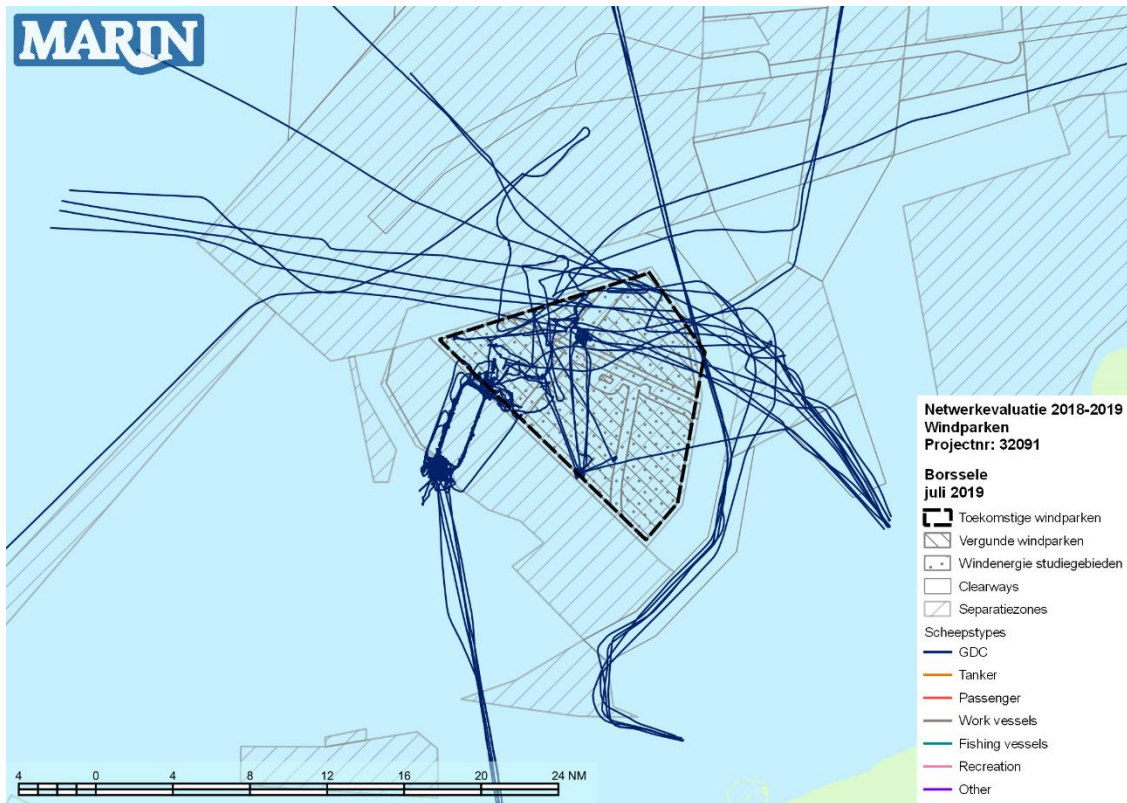 MARIN
Netwerkevaluatie 2018-2019
Windparken
Projectnr: 32091
Borssele
juli 2019
Toekomstige windparken
Vergunde windparken
Windenergie studiegebieden
Clearways
Separatiezones
Scheepstypes
GDC
Tanker
Passenger
Work vessels
Fishing vessels
Recreation
Other
4 0 4 8 12 16 20 24 NM